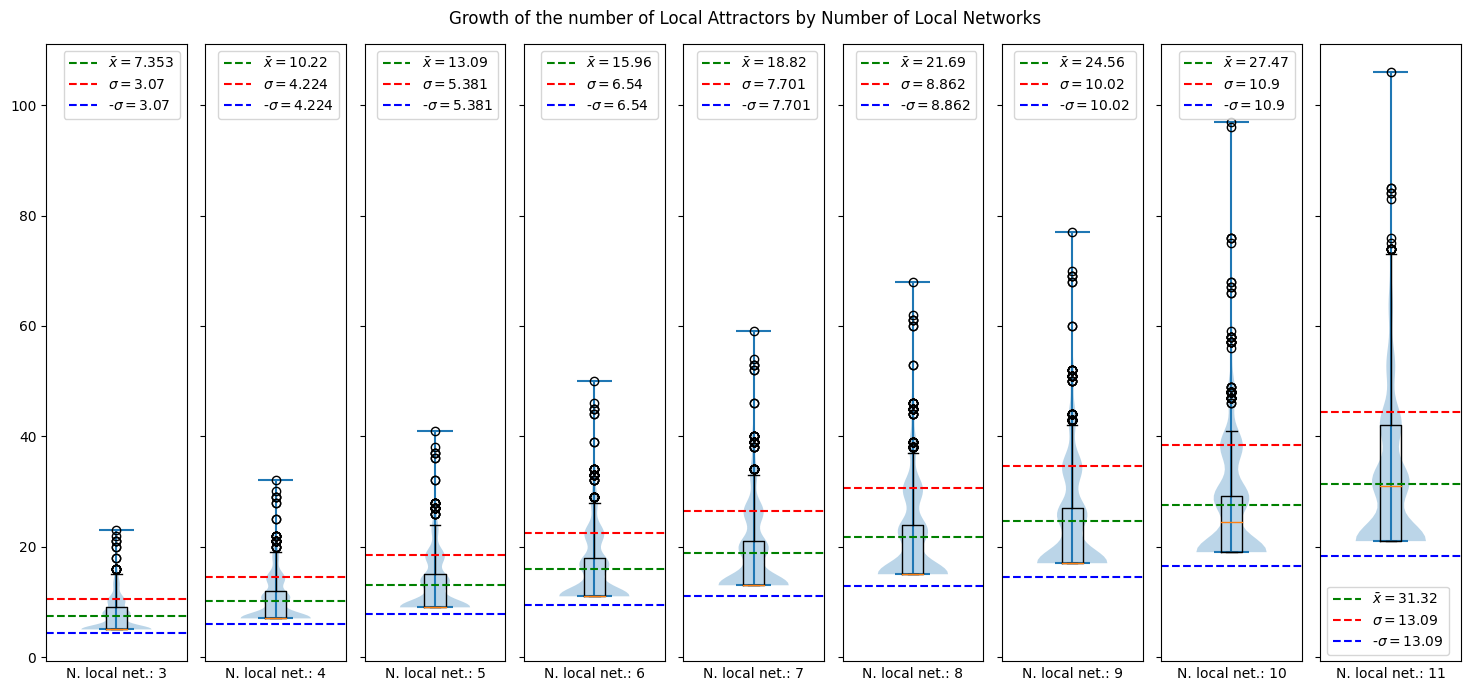 Growth of the number of Local Attractors by Number of Local Networks
x̄ = 7.353
σ = 3.07
-σ = 3.07
x̄ = 10.22
σ = 4.224
-σ = 4.224
x̄ = 13.09
σ = 5.381
-σ = 5.381
x̄ = 15.96
σ = 6.54
-σ = 6.54
x̄ = 18.82
σ = 7.701
-σ = 7.701
x̄ = 21.69
σ = 8.862
-σ = 8.862
x̄ = 24.56
σ = 10.02
-σ = 10.02
x̄ = 27.47
σ = 10.9
-σ = 10.9
x̄ = 31.32
σ = 13.09
-σ = 13.09
100
80
60
40
20
0
N. local net.: 3
N. local net.: 4
N. local net.: 5
N. local net.: 6
N. local net.: 7
N. local net.: 8
N. local net.: 9
N. local net.: 10
N. local net.: 11